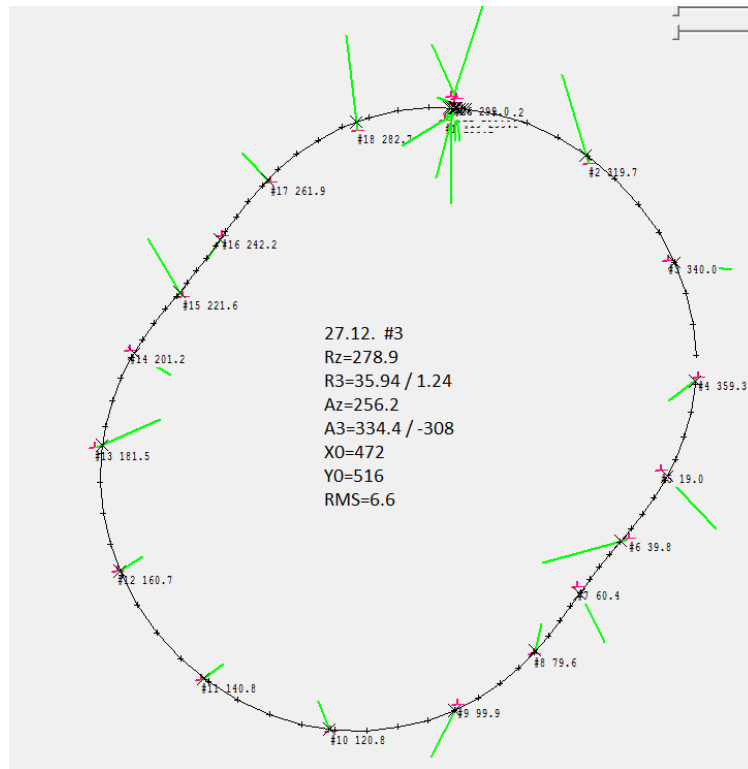 #18 282.7
#2 319.7
#17 261.9
#16 242.2
#3 340.0
#15 221.6
27.12. #3
Rz=278.9
#14 201.2
R3=35.94 / 1.24
Az=256.2
#4 359.3
A3=334.4 / -308
X0=472
#13 181.5
Y0=516
19.0
RMS=6.6
#6 39.8
#12 160.7
#7 60.4
#8 79.6
#11 140.8
#9 99.9
#10 120.8